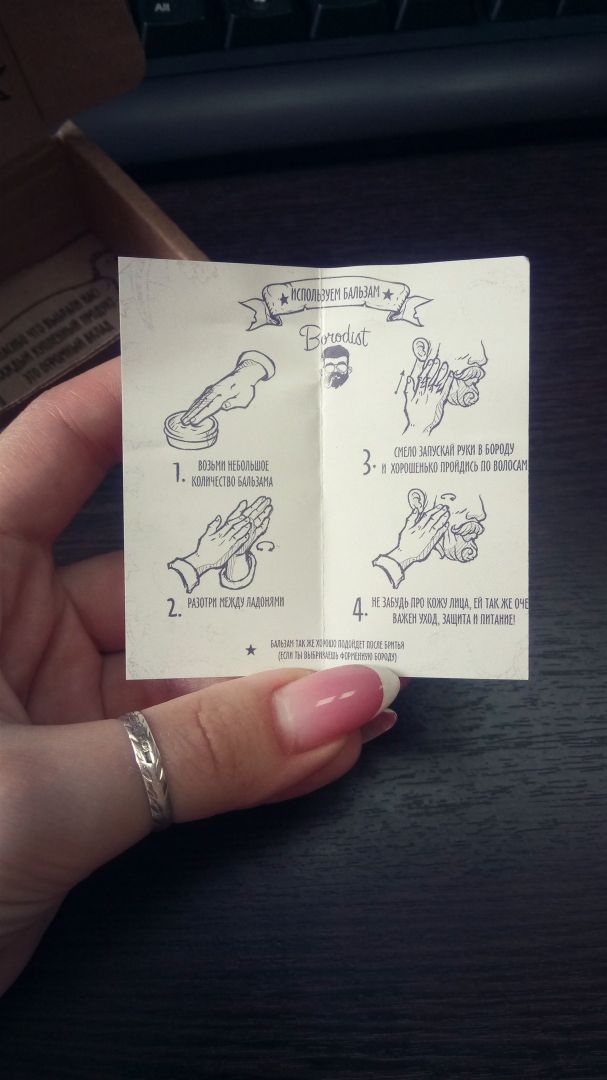 Alt
ИСПОЛЬЗУЕМ БАЛЬЗАМ
Borodist
1. ВОЗЬМИ НЕБОЛЬШОЕ
КОЛИЧЕСТВО БАЛЬЗАМА
2. РАЗОТРИ МЕЖДУ ЛАДОНЯМИ
3. СМЕЛО ЗАПУСКАЙ РУКИ В БОРОДУ
И ХОРОШЕНЬКО ПРОЙДИСЬ ПО ВОЛОСАМ
4. НЕ ЗАБУДЬ ПРО КОЖУ ЛИЦА, ЕЙ ТАК ЖЕ ОЧЕ
ВАЖЕН УХОД, ЗАЩИТА И ПИТАНИЕ!
БАЛЬЗАМ ТАК ЖЕ ХОРОШО ПОДОЙДЕТ ПОСЛЕ БРИТЬЯ
(ЕСЛИ ТЫ ВЫБРИВАЕШЬ ФОРМЕННУЮ БОРОДУ)